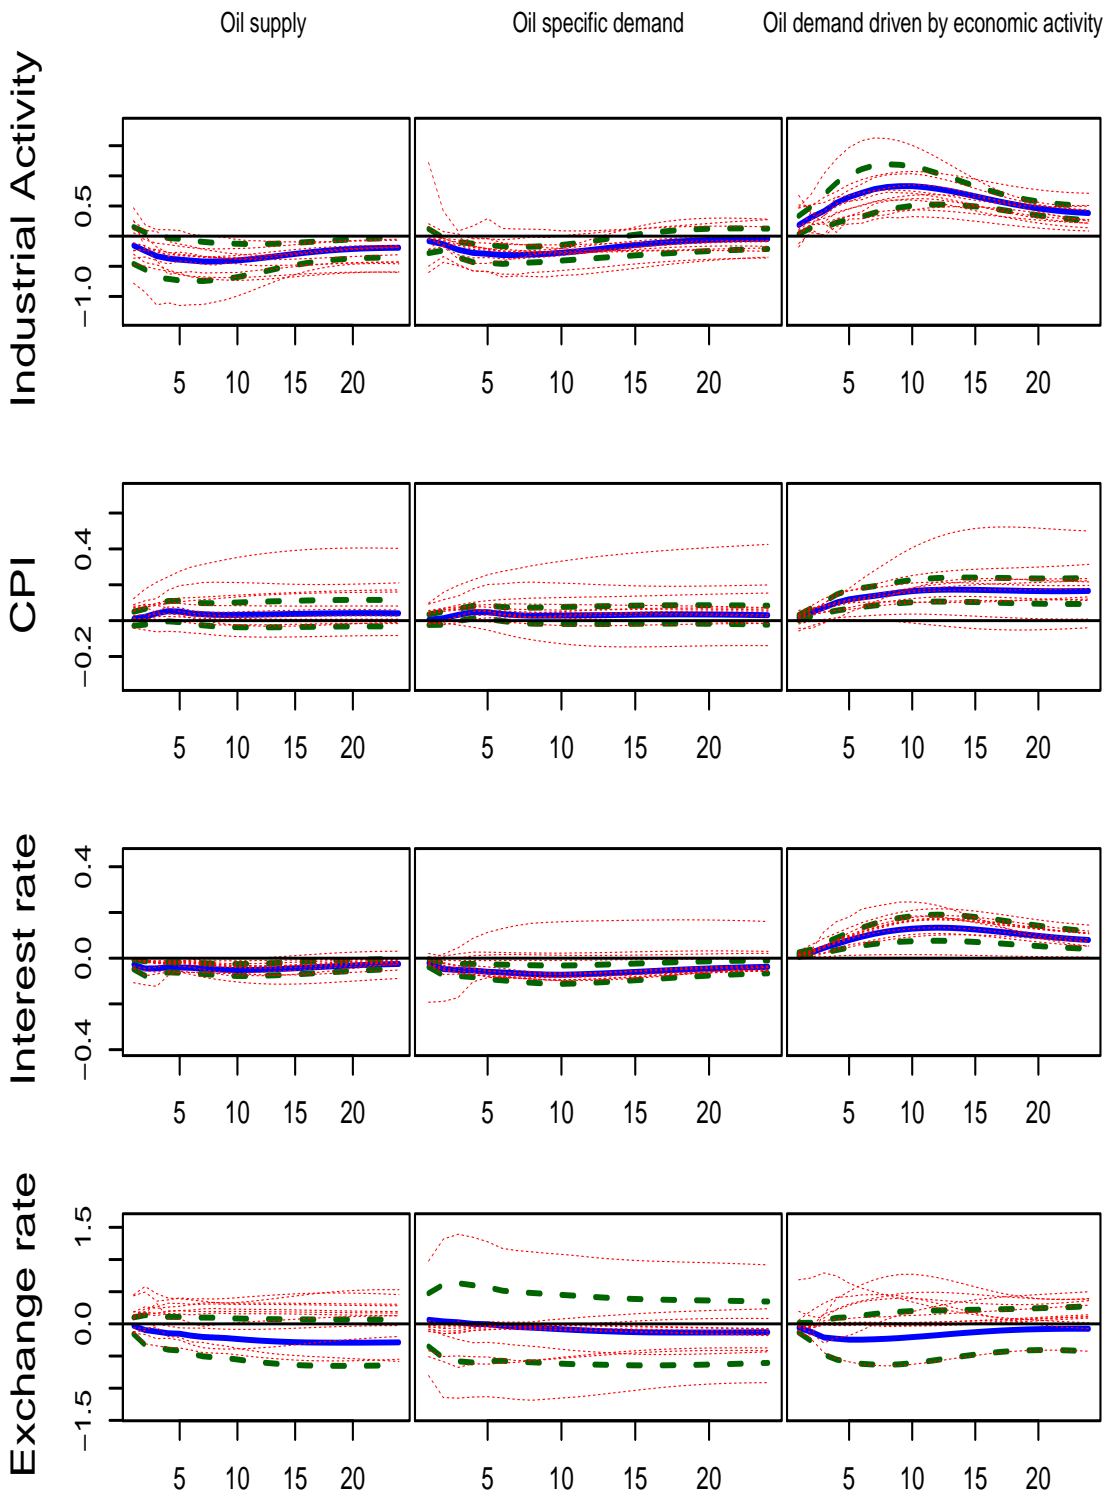 Oil supply
Oil specific demand
Oil demand driven by economic activity
Industrial Activity
−1.0 0.5
5 10 15 20
5 10 15 20
5 10 15 20
CPI
−0.2 0.4
5 10 15 20
5 10 15 20
5 10 15 20
Interest rate
−0.4 0.0 0.4
5 10 15 20
5 10 15 20
5 10 15 20
Exchange rate
−1.5 0.0 1.5
5 10 15 20
5 10 15 20
5 10 15 20